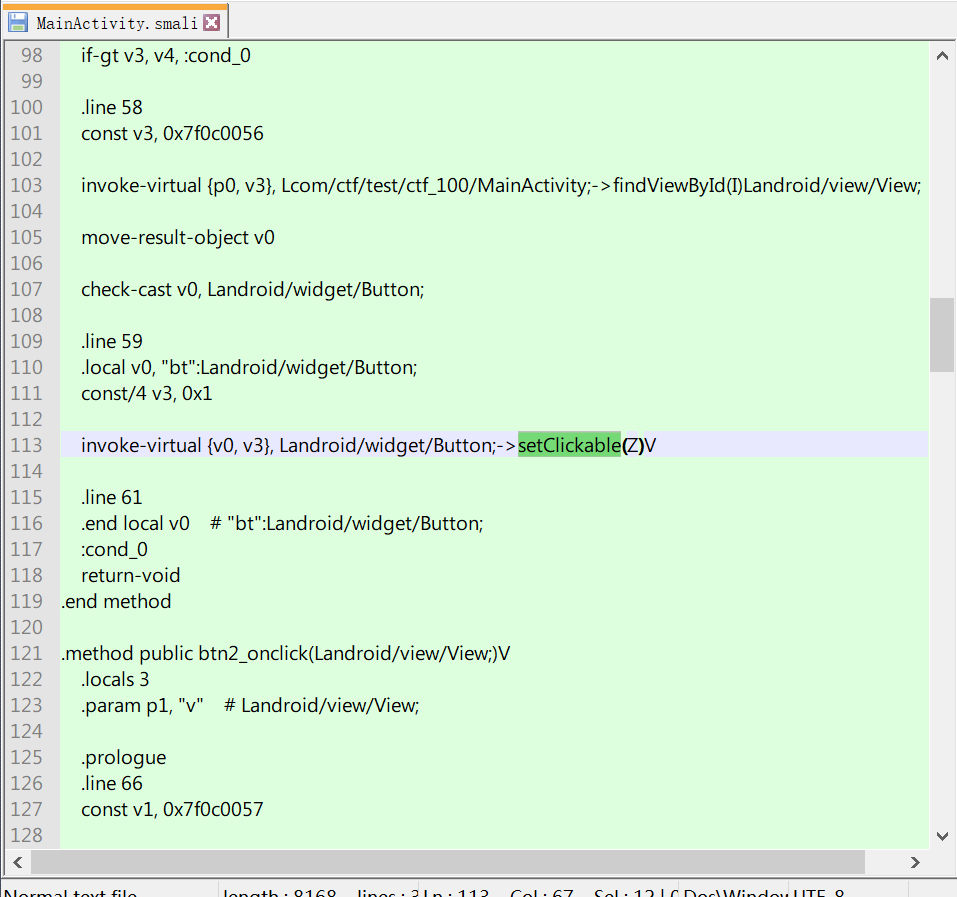 MainActivity.smali
98 if-gt v3, v4, :cond_0
99
100 .line 58
101 const v3, 0x7f0c0056
102
103 invoke-virtual {p0, v3}, Lcom/ctf/test/ctf_100/MainActivity;->findViewById(I)Landroid/view/View;
104
105 move-result-object v0
106
107 check-cast v0, Landroid/widget/Button;
108
109 .line 59
110 .local v0, "bt":Landroid/widget/Button;
111 const/4 v3, 0x1
112
113 invoke-virtual {v0, v3}, Landroid/widget/Button;->setClickable(Z)V
114
115 .line 61
116 .end local v0 # "bt":Landroid/widget/Button;
117 :cond_0
118 return-void
119 .end method
120
121 .method public btn2_onclick(Landroid/view/View;)V
122 .locals 3
123 .param p1, "v" # Landroid/view/View;
124
125 .prologue
126 .line 66
127 const v1, 0x7f0c0057
128
Normal text file length : 8168 lines : 3 Ln : 113 Col : 67 Sel : 12 | 0 Dos\Window UTF-8